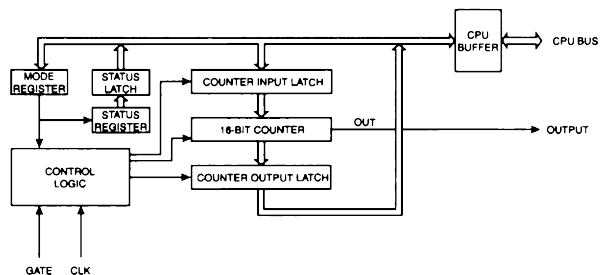 CPU
BUFFER
CPU BUS
MODE
REGISTER
STATUS
LATCH
COUNTER INPUT LATCH
STATUS
REGISTER
16-BIT COUNTER
OUT
OUTPUT
CONTROL
LOGIC
COUNTER OUTPUT LATCH
GATE
CLK